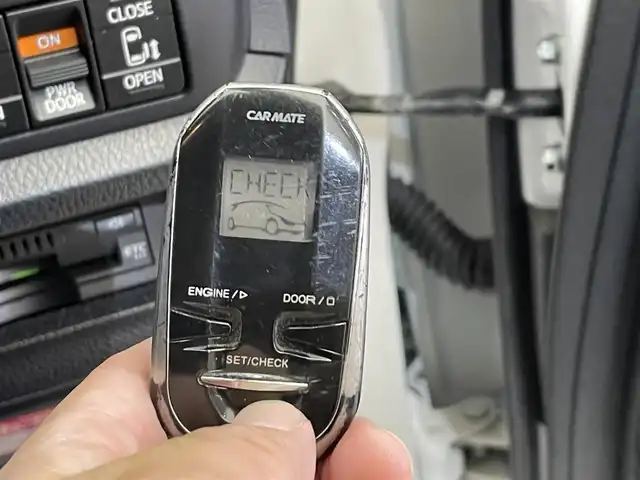 CLOSE
OPEN
ON
PWR
DOOR
CARMATE
CHECK
ENGINE/▷
DOOR/□
SET/CHECK